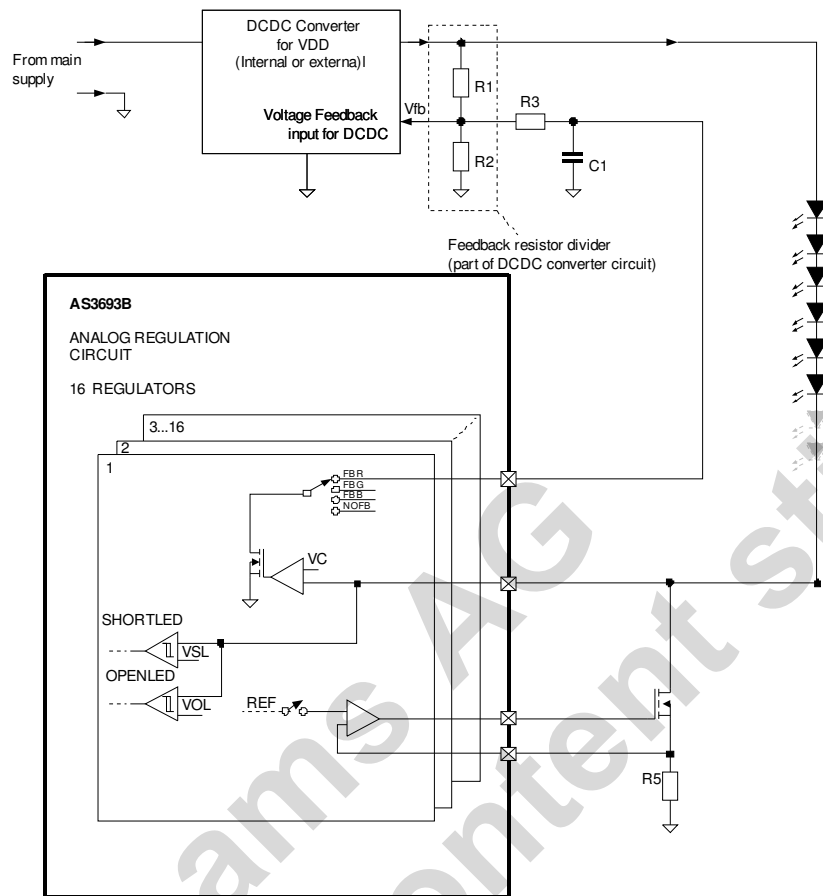 DCDC Converter
for VDD
(Internal or externa)l
From main
supply
Voltage Feedback
input for DCDC
Vfb
R1
R3
R2
C1
Feedback resistor divider
(part of DCDC converter circuit)
AS3693B
ANALOG REGULATION
CIRCUIT
16 REGULATORS
3...16
2
1
FBR
FBG
FBB
NOFB
VC
SHORTLED
VSL
OPENLED
VOL
REF
R5
ams AG